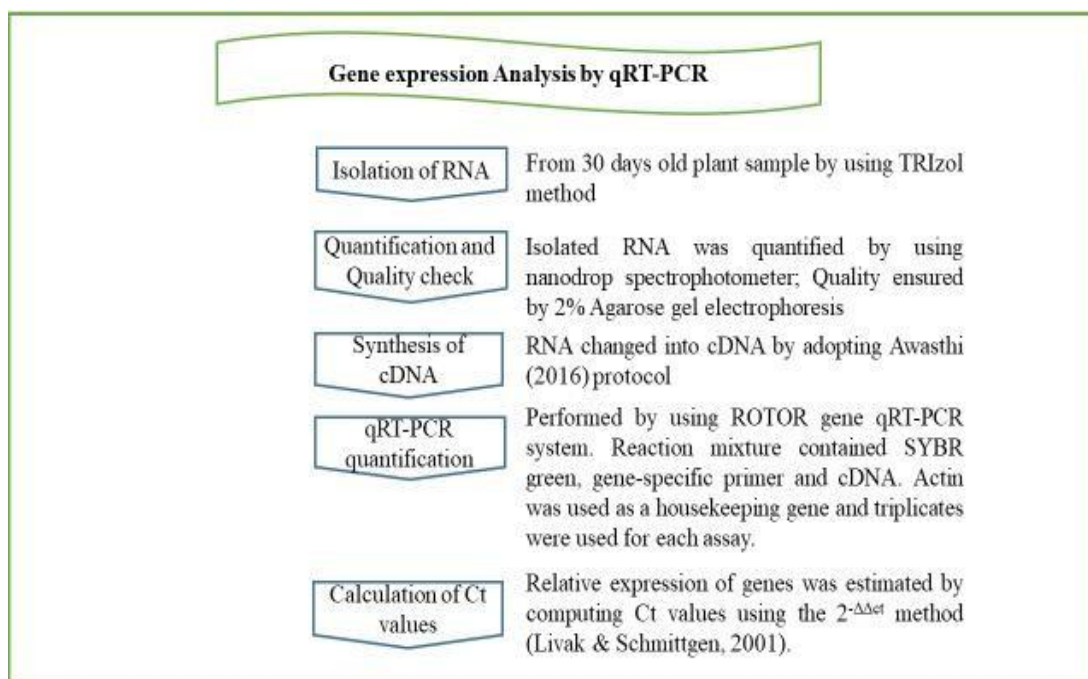 Gene expression Analysis by qRT-PCR
Isolation of RNA
From 30 days old plant sample by using TRIzol
method
Quantification and
Quality check
Isolated RNA was quantified by using
nanodrop spectrophotometer; Quality ensured
by 2% Agarose gel electrophoresis
Synthesis of
cDNA
RNA changed into cDNA by adopting Awasthi
(2016) protocol
qRT-PCR
quantification
Performed by using ROTOR gene qRT-PCR
system. Reaction mixture contained SYBR
green, gene-specific primer and cDNA. Actin
was used as a housekeeping gene and triplicates
were used for each assay.
Calculation of Ct
values
Relative expression of genes was estimated by
computing Ct values using the 2-ΔΔct method
(Livak & Schmittgen, 2001).